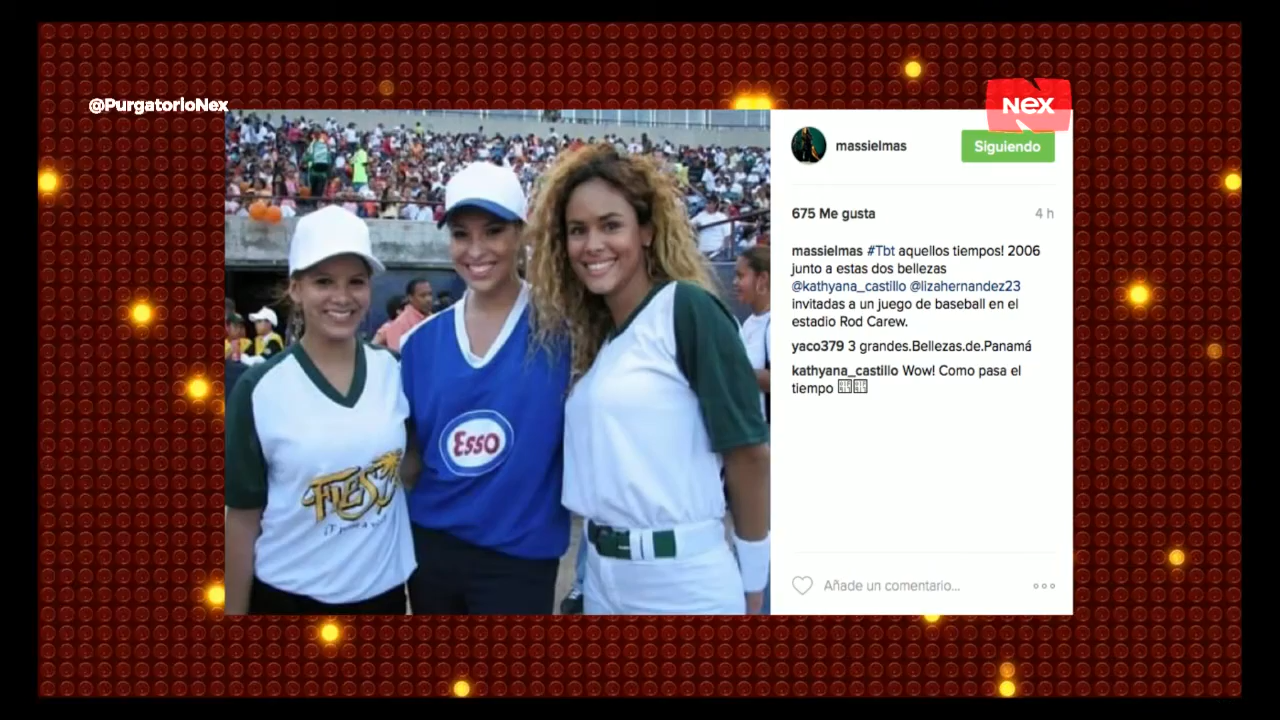 @PurgatorioNex
nex
massielmas
Siguiendo
675 Me gusta
4 h
massielmas #Tbt aquellos tiempos! 2006
junto a estas dos bellezas
@kathyana_castillo @lizahernandez23
invitadas a un juego de baseball en el
estadio Rod Carew.
yaco379 3 grandes.Bellezas.de.Panamá
kathyana_castillo Wow! Como pasa el
tiempo
Añade un comentario...
Esso
FIESTA